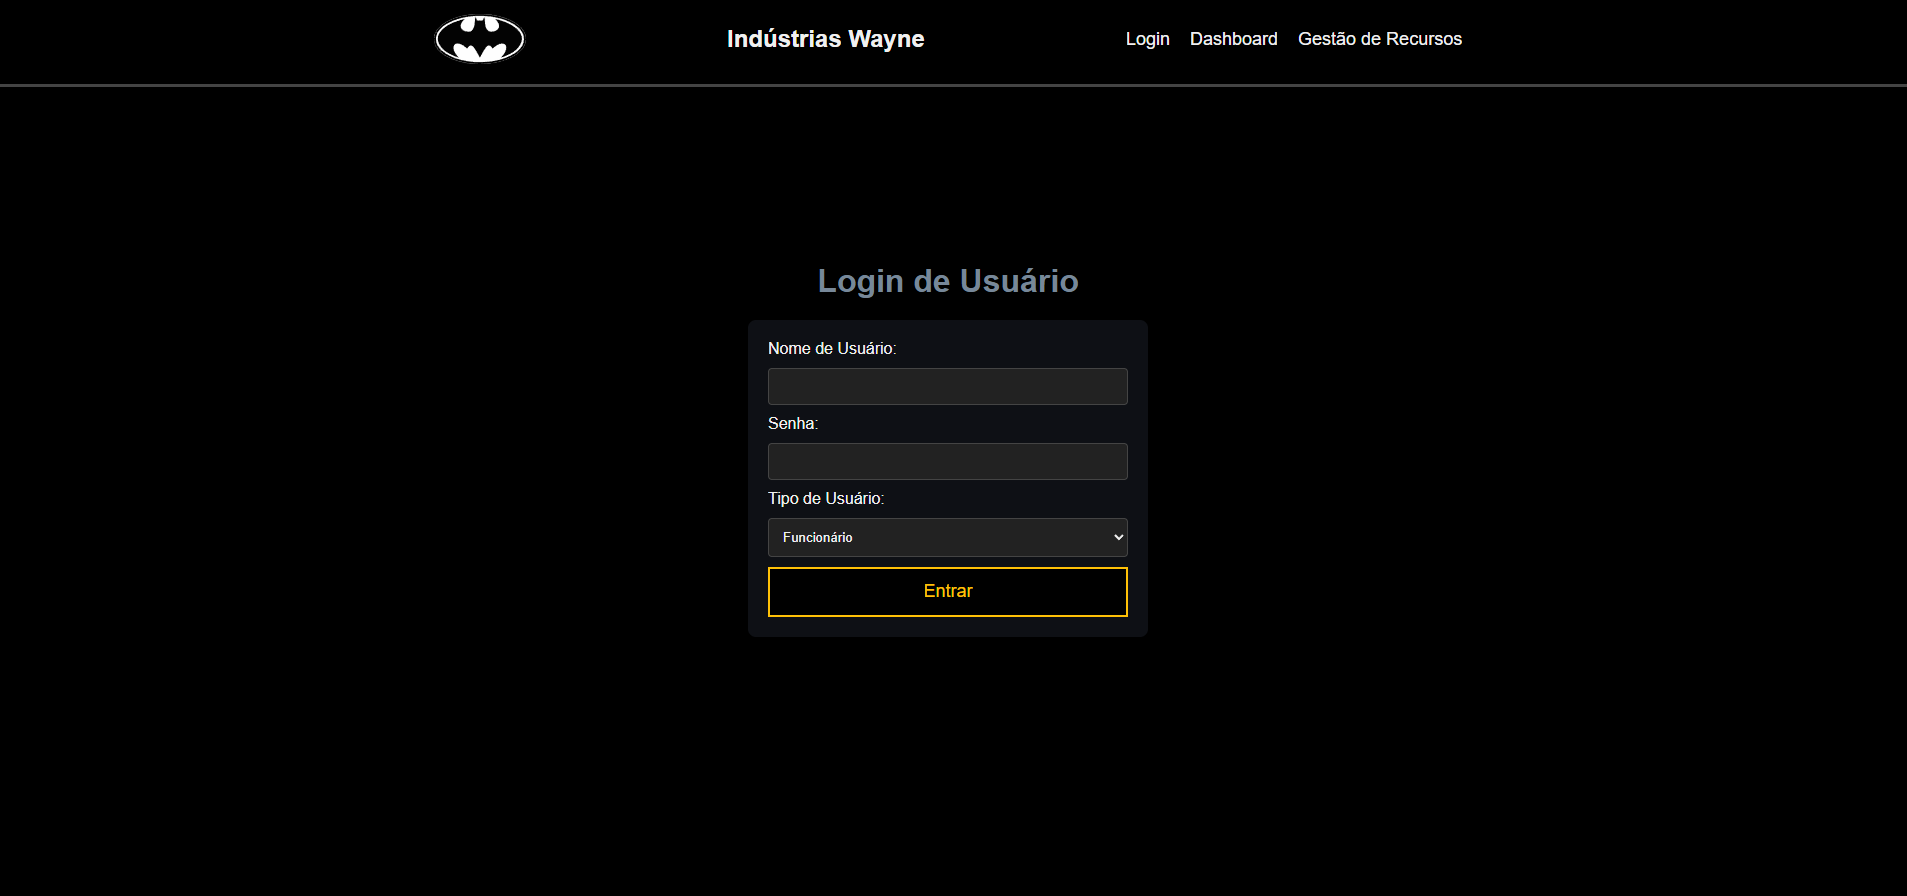 Indústrias Wayne
Login Dashboard Gestão de Recursos
Login de Usuário
Nome de Usuário:
Senha:
Tipo de Usuário:
Funcionário
Entrar